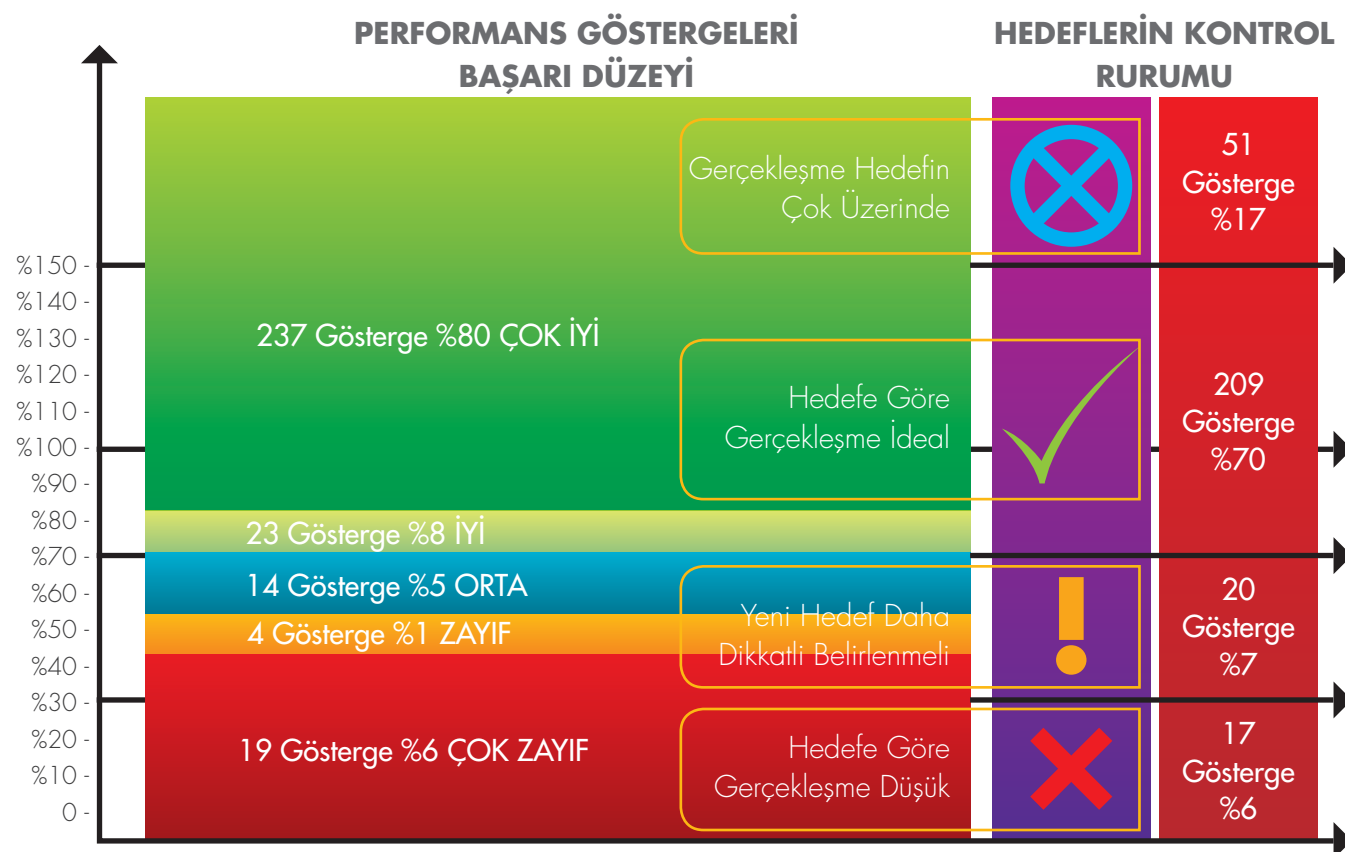 PERFORMANS GÖSTERGELERİ
BAŞARI DÜZEYİ
HEDEFLERİN KONTROL
RURUMU
%150 -
%140 -
%130 -
%120 -
%110 -
%100 -
%90 -
%80 -
%70 -
%60 -
%50 -
%40 -
%30 -
%20 -
%10 -
0 -
237 Gösterge %80 ÇOK İYİ
23 Gösterge %8 İYİ
14 Gösterge %5 ORTA
4 Gösterge %1 ZAYIF
19 Gösterge %6 ÇOK ZAYIF
Gerçekleşme Hedefin
Çok Üzerinde
Hedefe Göre
Gerçekleşme İdeal
Yeni Hedef Daha
Dikkatli Belirlenmeli
Hedefe Göre
Gerçekleşme Düşük
51
Gösterge
%17
209
Gösterge
%70
20
Gösterge
%7
17
Gösterge
%6